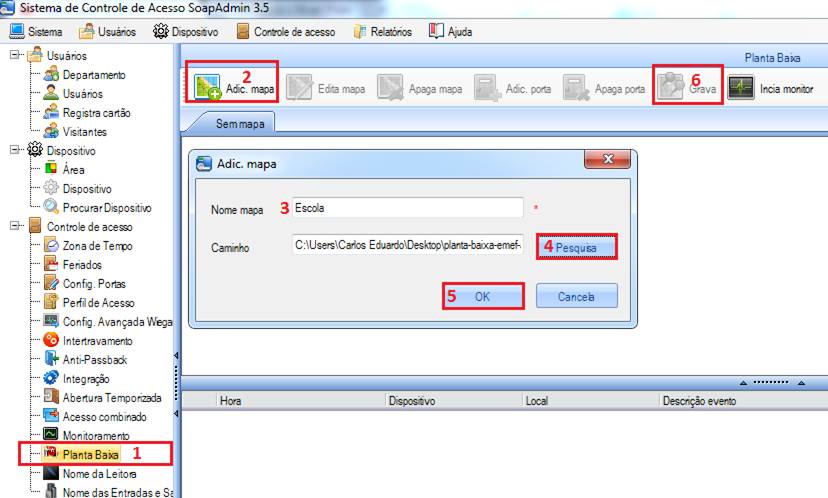 Sistema de Controle de Acesso SoapAdmin 3.5
Sistema Usuários Dispositivo Controle de acesso Relatórios Ajuda
Usuários
Departamento
Usuários
Registra cartão
Visitantes
Dispositivo
Área
Dispositivo
Procurar Dispositivo
Controle de acesso
Zona de Tempo
Feriados
Config. Portas
Perfil de Acesso
Config. Avançada Wiega
Intertravamento
Anti-Passback
Integração
Abertura Temporizada
Acesso combinado
Monitoramento
Planta Baixa 1
Nome da Leitora
Nome das Entradas e Sa
Planta Baixa
2 6
Adic. mapa Edita mapa Apaga mapa Adic. porta Apaga porta Grava Incia monitor
Sem mapa
Adic. mapa
Nome mapa 3 Escola *
Caminho C:\Users\Carlos Eduardo\Desktop\planta-baixa-emef- 4 Pesquisa
5 OK Cancela
Hora Dispositivo Local Descrição evento